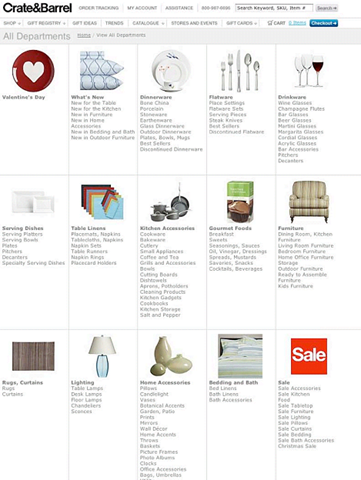 Crate&Barrel
ORDER TRACKING MY ACCOUNT ASSISTANCE 800-967-6696
Search Keyword, SKU, item # Search
SHOP GIFT REGISTRY GIFT IDEAS TRENDS CATALOGUE STORES AND EVENTS GIFT CARDS 0 items Checkout
All Departments Home | View All Departments
Valentine's Day
What's New
New for the Table
New for the Kitchen
New in Furniture
New in Home
Accessories
New in Bedding and Bath
New in Outdoor Furniture
Dinnerware
Bone China
Porcelain
Stoneware
Earthenware
Glass Dinnerware
Outdoor Dinnerware
Plates, Bowls, Mugs
Best Sellers
Discontinued Dinnerware
Flatware
Place Settings
Flatware Sets
Serving Pieces
Steak Knives
Best Sellers
Discontinued Flatware
Drinkware
Wine Glasses
Champagne Flutes
Bar Glasses
Beer Glasses
Martini Glasses
Margarita Glasses
Cordial Glasses
Acrylic Glasses
Bar Accessories
Pitchers
Decanters
Serving Dishes
Serving Platters
Serving Bowls
Plates
Pitchers
Decanters
Specialty Serving Dishes
Table Linens
Placemats, Napkins
Tablecloths, Napkins
Napkin Sets
Table Runners
Napkin Rings
Placecard Holders
Kitchen Accessories
Cookware
Bakeware
Cutlery
Small Appliances
Coffee and Tea
Grills and Accessories
Bowls
Cutting Boards
Dishtowels
Aprons, Potholders
Cleaning Products
Kitchen Gadgets
Cookbooks
Kitchen Storage
Salt and Pepper
Gourmet Foods
Breakfast
Sweets
Seasonings, Sauces
Oil, Vinegar, Dressings
Spreads, Mustards
Savories, Snacks
Cocktails, Beverages
Furniture
Dining Room, Kitchen
Furniture
Living Room Furniture
Bedroom Furniture
Home Office Furniture
Storage
Outdoor Furniture
Ready to Assemble
Furniture
Kids Furniture
Rugs, Curtains
Rugs
Curtains
Lighting
Table Lamps
Desk Lamps
Floor Lamps
Chandeliers
Sconces
Home Accessories
Pillows
Candlelight
Vases
Botanical Accents
Garden, Patio
Prints
Mirrors
Wall Décor
Home Accents
Throws
Baskets
Picture Frames
Photo Albums
Clocks
Office Accessories
Bags, Umbrellas
Bedding and Bath
Bed Linens
Bath Linens
Bath Accessories
Sale
Sale
Sale Accessories
Sale Kitchen
Food
Sale Tabletop
Sale Furniture
Sale Lighting
Sale Pillows
Sale Curtains
Sale Bedding
Sale Bath Accessories
Christmas Sale